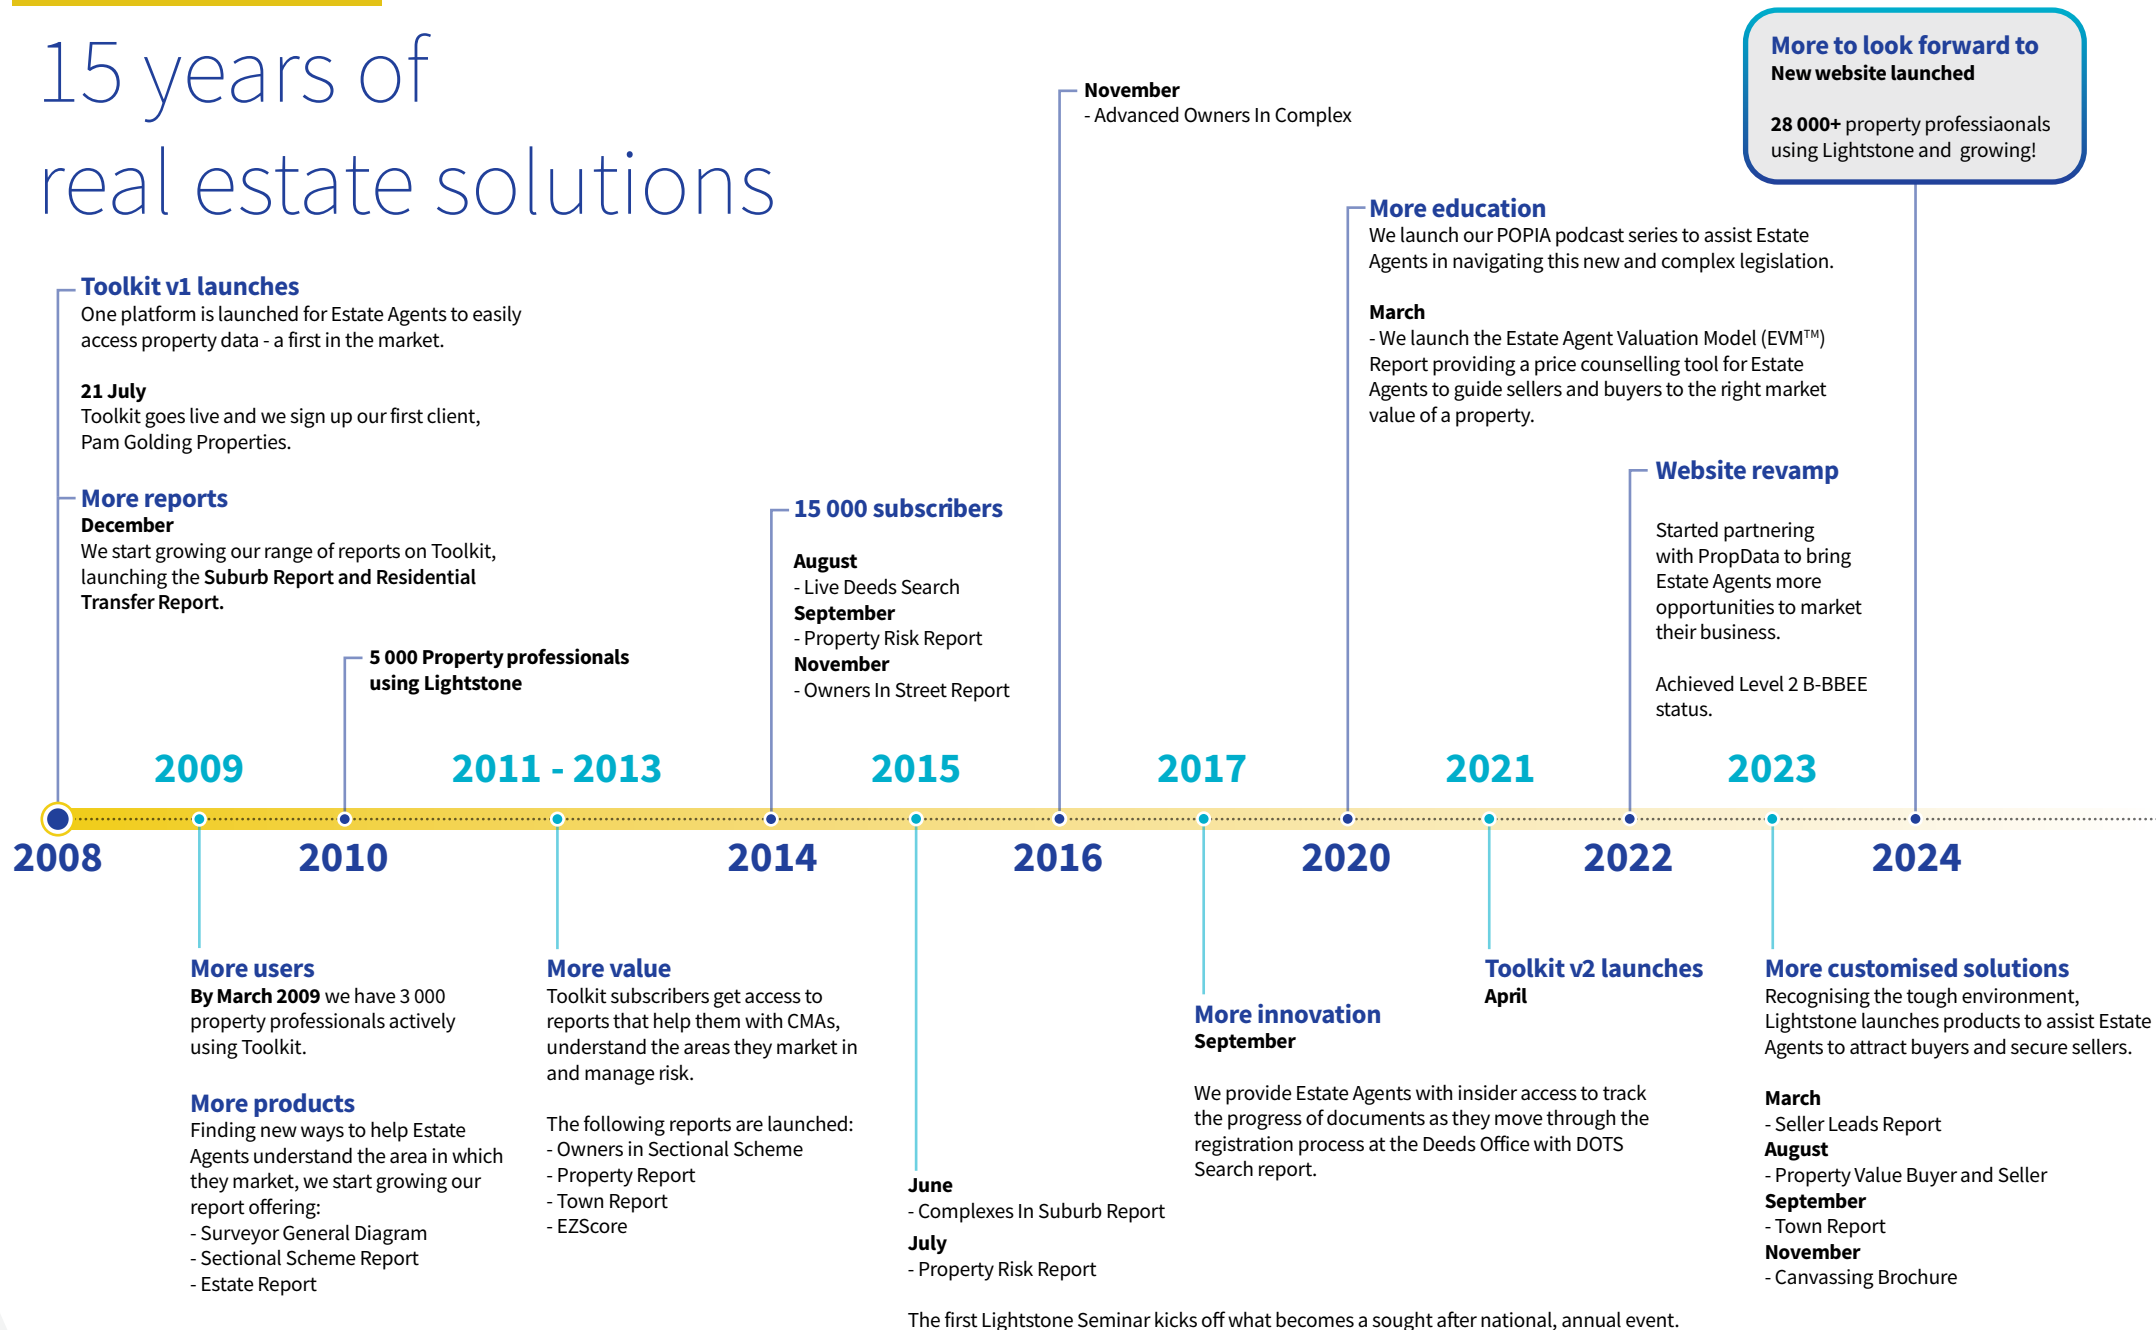 15 years of
real estate solutions
More to look forward to
New website launched
28 000+ property professiaonals
using Lightstone and growing!
November
- Advanced Owners In Complex
More education
We launch our POPIA podcast series to assist Estate
Agents in navigating this new and complex legislation.
March
- We launch the Estate Agent Valuation Model (EVM™)
Report providing a price counselling tool for Estate
Agents to guide sellers and buyers to the right market
value of a property.
Toolkit v1 launches
One platform is launched for Estate Agents to easily
access property data - a first in the market.
21 July
Toolkit goes live and we sign up our first client,
Pam Golding Properties.
More reports
December
We start growing our range of reports on Toolkit,
launching the Suburb Report and Residential
Transfer Report.
5 000 Property professionals
using Lightstone
15 000 subscribers
August
- Live Deeds Search
September
- Property Risk Report
November
- Owners In Street Report
Website revamp
Started partnering
with PropData to bring
Estate Agents more
opportunities to market
their business.
Achieved Level 2 B-BBEE
status.
2009
2011 - 2013
2015
2017
2021
2023
2008
2010
2014
2016
2020
2022
2024
More users
By March 2009 we have 3 000
property professionals actively
using Toolkit.
More products
Finding new ways to help Estate
Agents understand the area in which
they market, we start growing our
report offering:
- Surveyor General Diagram
- Sectional Scheme Report
- Estate Report
More value
Toolkit subscribers get access to
reports that help them with CMAs,
understand the areas they market in
and manage risk.
The following reports are launched:
- Owners in Sectional Scheme
- Property Report
- Town Report
- EZScore
June
- Complexes In Suburb Report
July
- Property Risk Report
The first Lightstone Seminar kicks off what becomes a sought after national, annual event.
More innovation
September
We provide Estate Agents with insider access to track
the progress of documents as they move through the
registration process at the Deeds Office with DOTS
Search report.
Toolkit v2 launches
April
More customised solutions
Recognising the tough environment,
Lightstone launches products to assist Estate
Agents to attract buyers and secure sellers.
March
- Seller Leads Report
August
- Property Value Buyer and Seller
September
- Town Report
November
- Canvassing Brochure